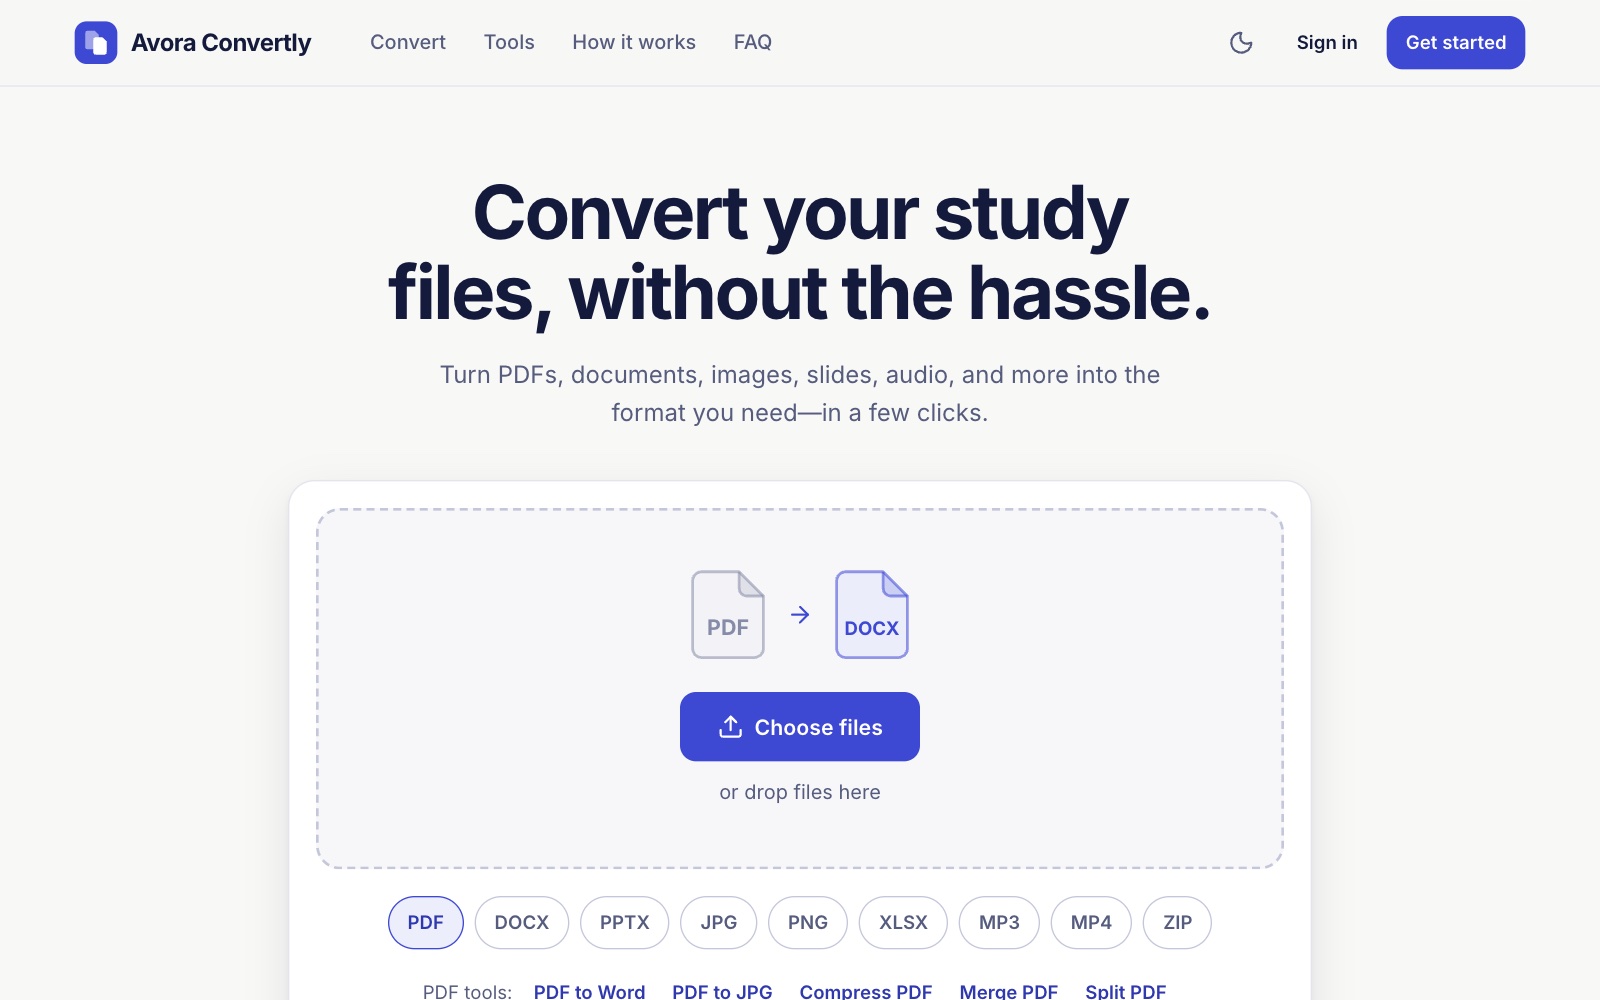 Avora Convertly
Convert
Tools
How it works
FAQ
Sign in
Get started
Convert your study
files, without the hassle.
Turn PDFs, documents, images, slides, audio, and more into the
format you need—in a few clicks.
PDF
DOCX
Choose files
or drop files here
PDF
DOCX
PPTX
JPG
PNG
XLSX
MP3
MP4
ZIP
PDF tools: PDF to Word PDF to JPG Compress PDF Merge PDF Split PDF